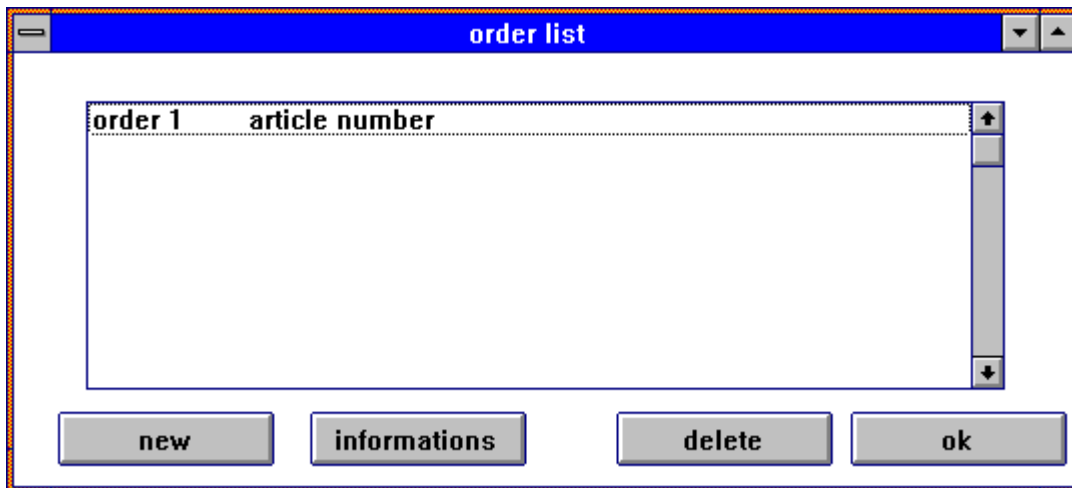 order list
order 1 article number
new informations delete ok